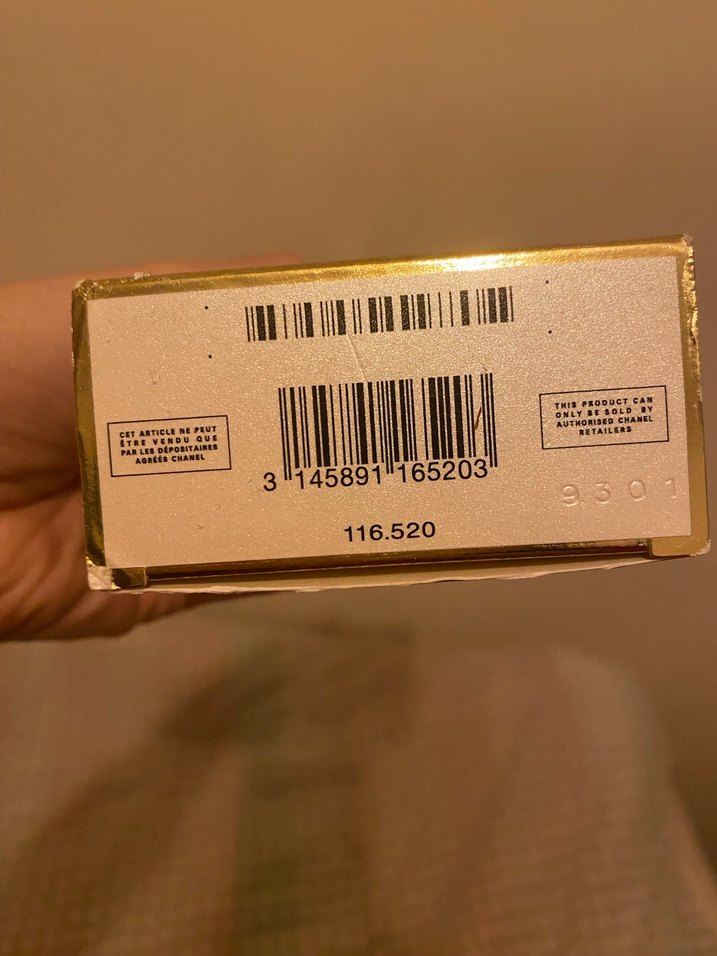 CET ARTICLE NE PEUT
ÊTRE VENDU QUE
PAR LES DÉPOSITAIRES
AGRÉÉS CHANEL
THIS PRODUCT CAN
ONLY BE SOLD BY
AUTHORISED CHANEL
RETAILERS
3 145891 165203
9301
116.520